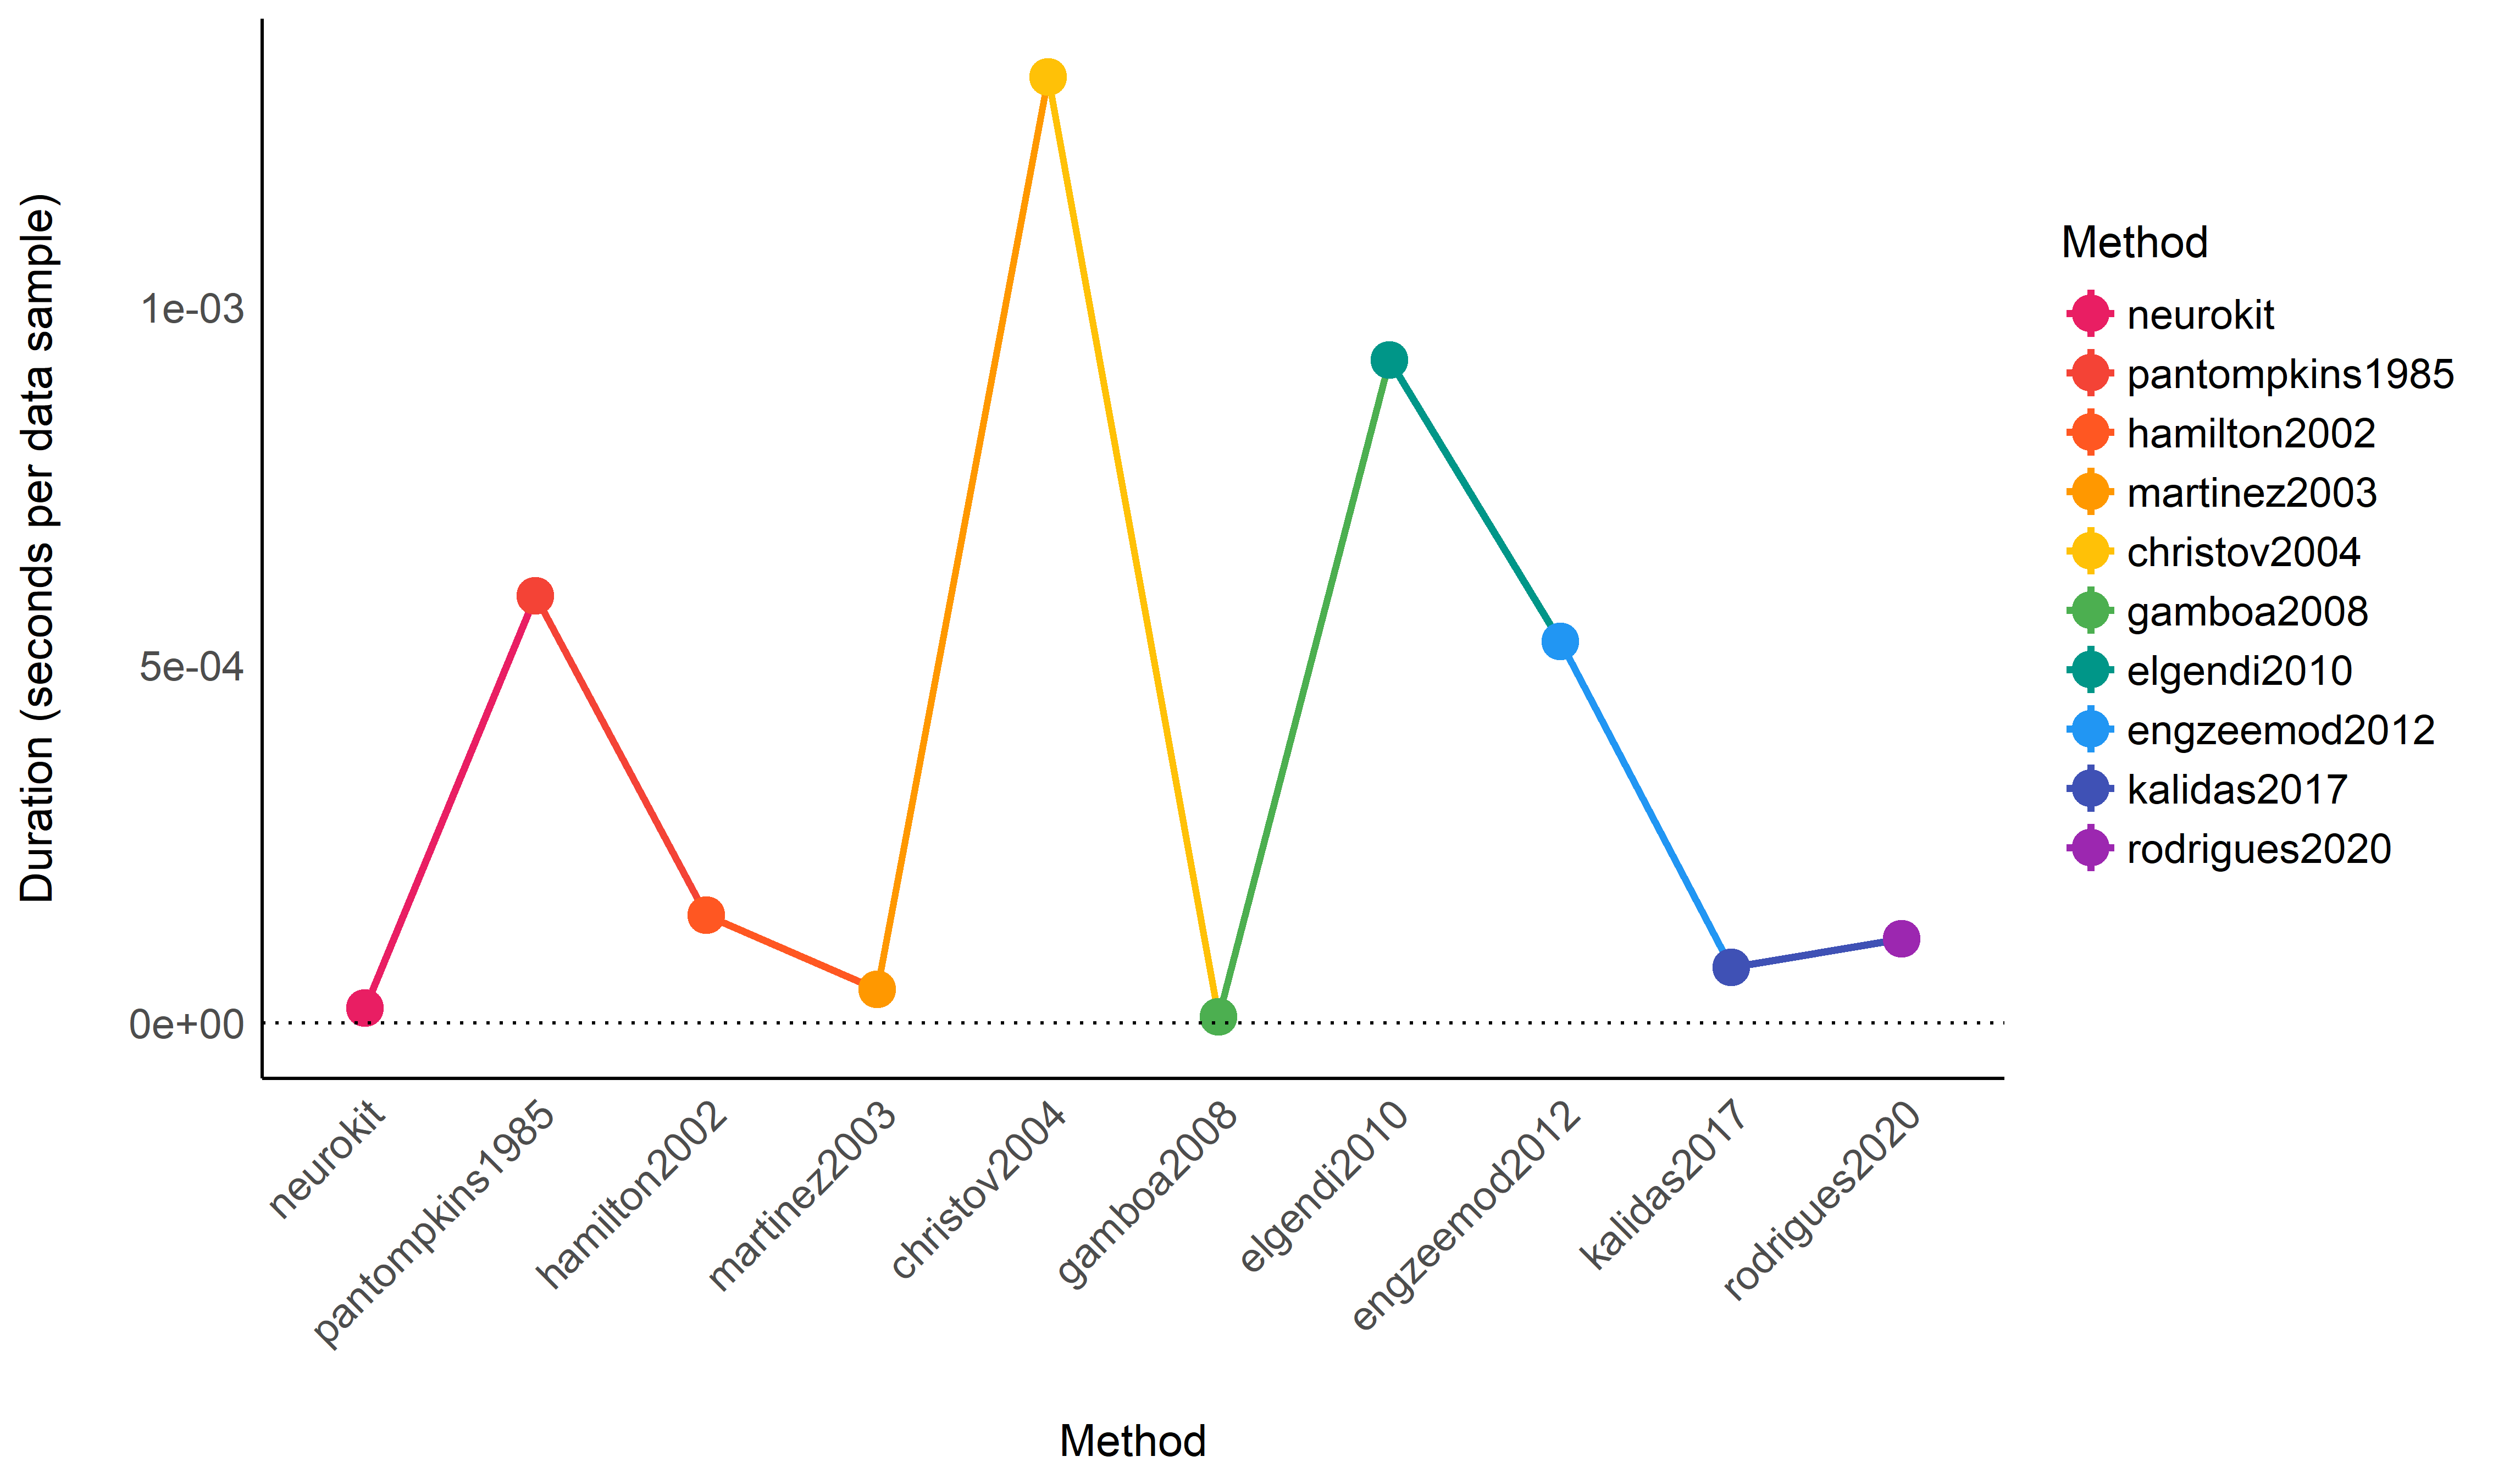 Duration (seconds per data sample)
1e-03
5e-04
0e+00
neurokit
pantompkins1985
hamilton2002
martinez2003
christov2004
gamboa2008
elgendi2010
engzeemod2012
kalidas2017
rodrigues2020
Method
Method
neurokit
pantompkins1985
hamilton2002
martinez2003
christov2004
gamboa2008
elgendi2010
engzeemod2012
kalidas2017
rodrigues2020